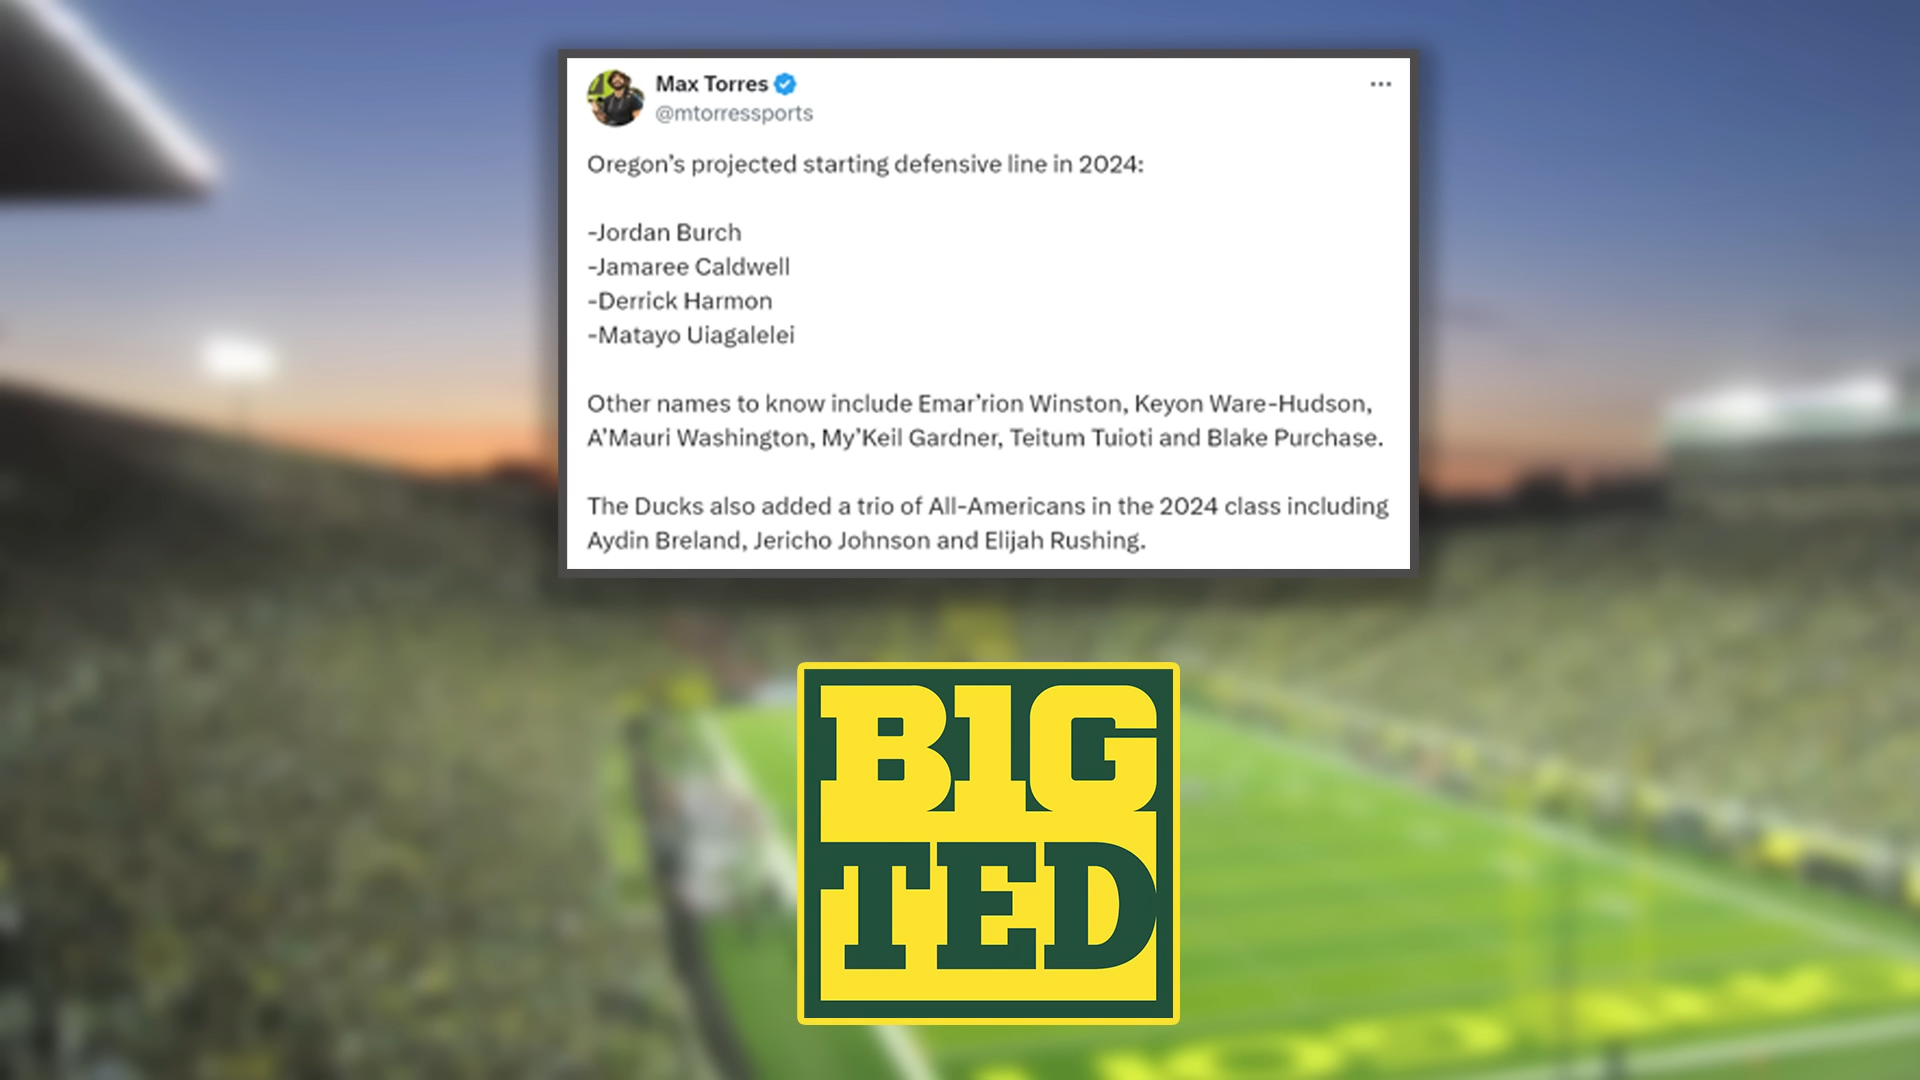 Max Torres
@mtorressports
Oregon’s projected starting defensive line in 2024:
-Jordan Burch
-Jamaree Caldwell
-Derrick Harmon
-Matayo Uiagalelei
Other names to know include Emar’rion Winston, Keyon Ware-Hudson,
A’Mauri Washington, My’Keil Gardner, Teitum Tuioti and Blake Purchase.
The Ducks also added a trio of All-Americans in the 2024 class including
Aydin Breland, Jericho Johnson and Elijah Rushing.
B1G
TED